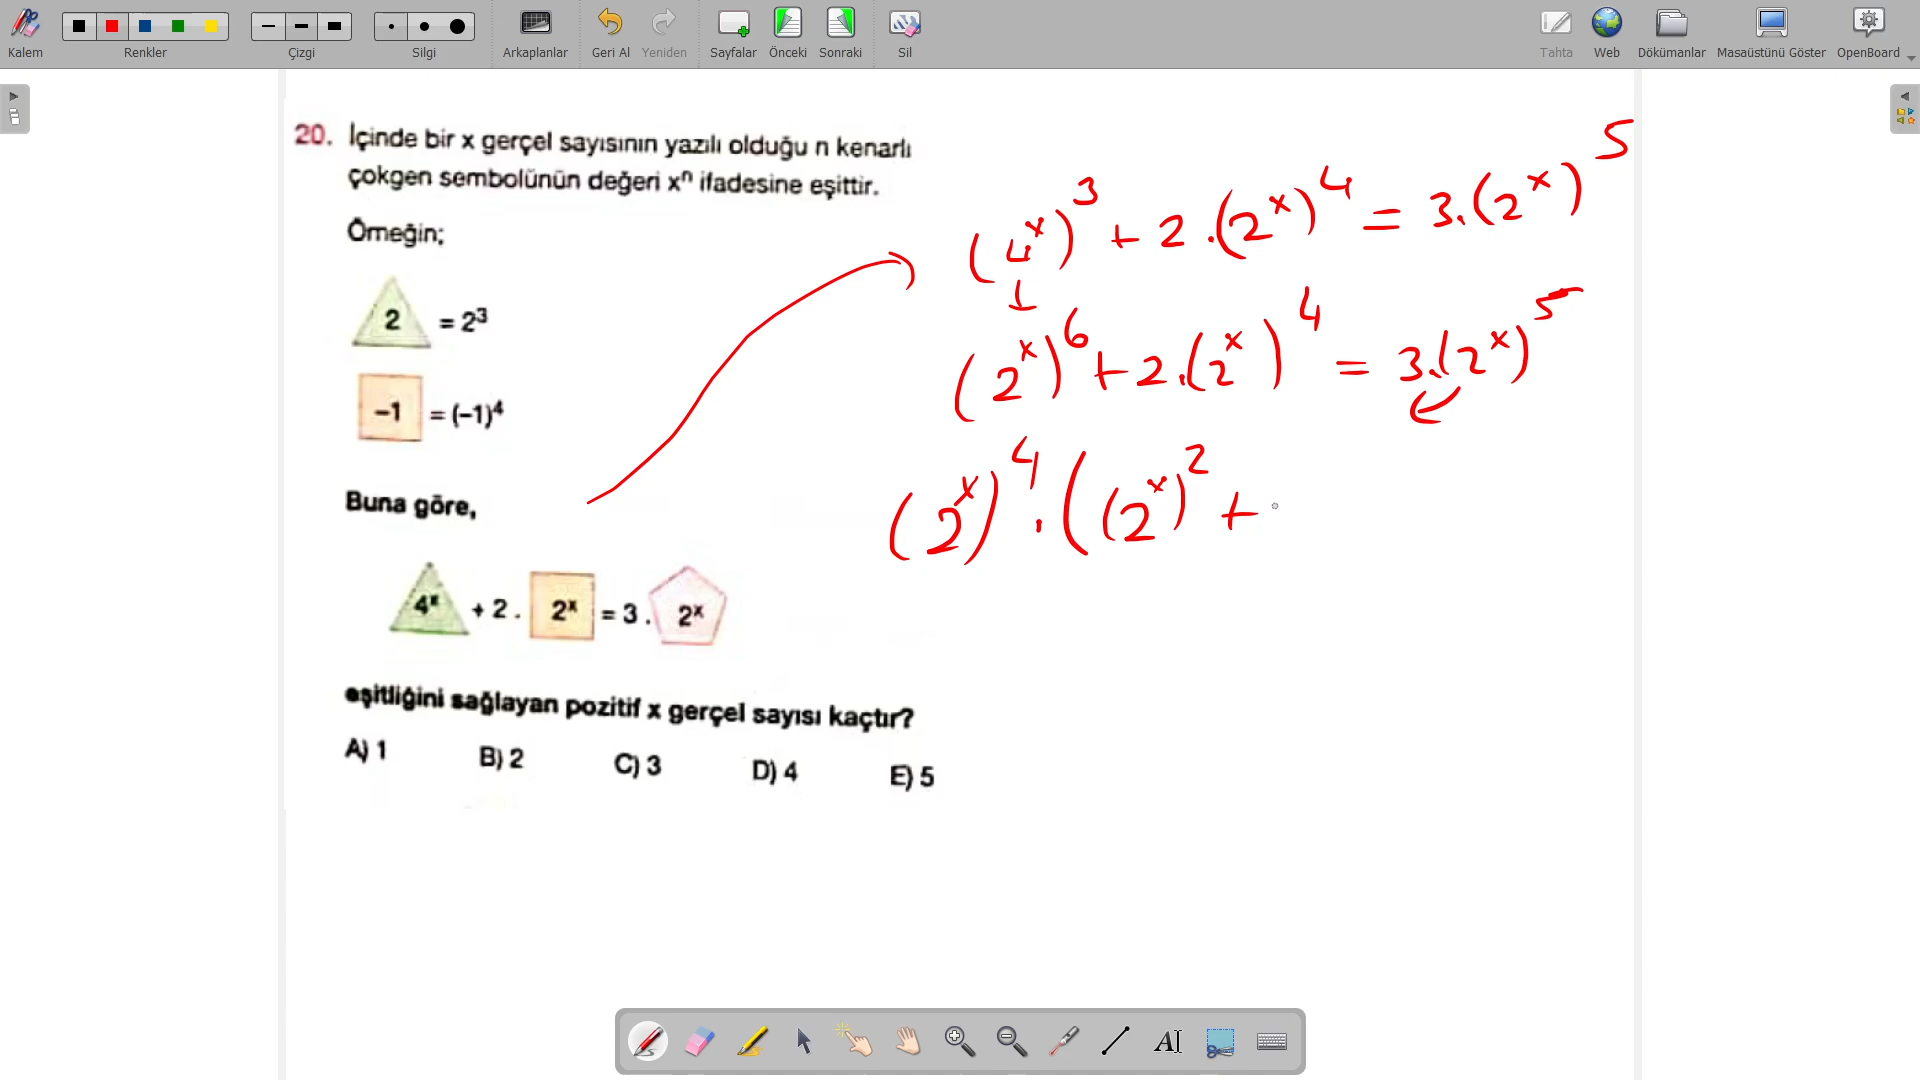 Kalem
Renkler
Çizgi
Silgi
Arkaplanlar
Geri Al
Yeniden
Sayfalar
Önceki
Sonraki
Sil
Tahta
Web
Dökümanlar
Masaüstünü Göster
OpenBoard
20. İçinde bir x gerçel sayısının yazılı olduğu n kenarlı
çokgen sembolünün değeri xⁿ ifadesine eşittir.
Örneğin;
2 = 2³
−1 = (−1)⁴
Buna göre,
4ˣ + 2 . 2ˣ = 3 . 2ˣ
eşitliğini sağlayan pozitif x gerçel sayısı kaçtır?
A) 1 B) 2 C) 3 D) 4 E) 5
(4ˣ)³ + 2 . (2ˣ)⁴ = 3 . (2ˣ)⁵
(2ˣ)⁶ + 2 . (2ˣ)⁴ = 3 . (2ˣ)⁵
(2ˣ)⁴ . ((2ˣ)² +
AI